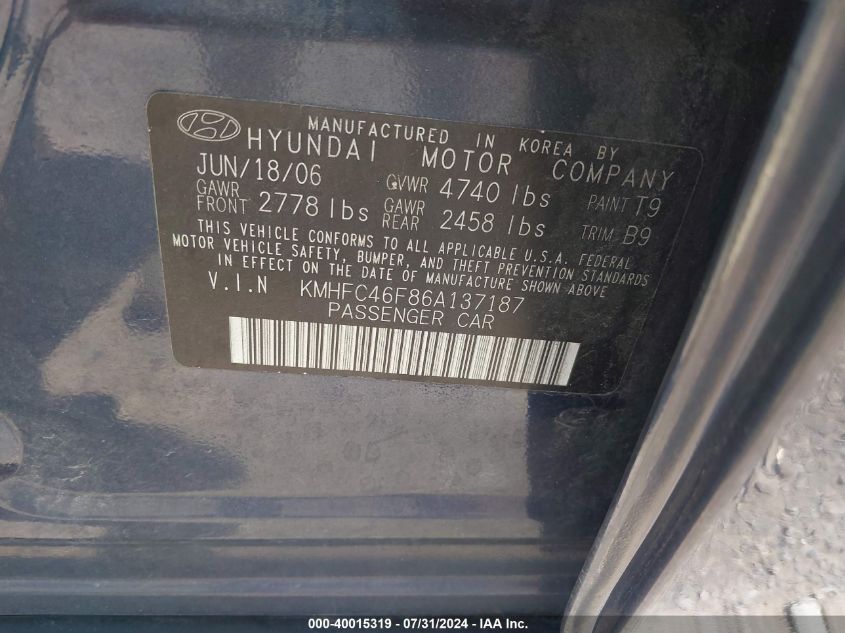 MANUFACTURED IN KOREA BY
HYUNDAI MOTOR COMPANY
JUN/18/06 GVWR 4740 lbs PAINT T9
GAWR FRONT 2778 lbs GAWR REAR 2458 lbs TRIM B9
THIS VEHICLE CONFORMS TO ALL APPLICABLE U.S.A. FEDERAL
MOTOR VEHICLE SAFETY, BUMPER, AND THEFT PREVENTION STANDARDS
IN EFFECT ON THE DATE OF MANUFACTURE SHOWN ABOVE
V.I.N KMHFC46F86A137187
PASSENGER CAR
000-40015319 - 07/31/2024 - © IAA Inc.